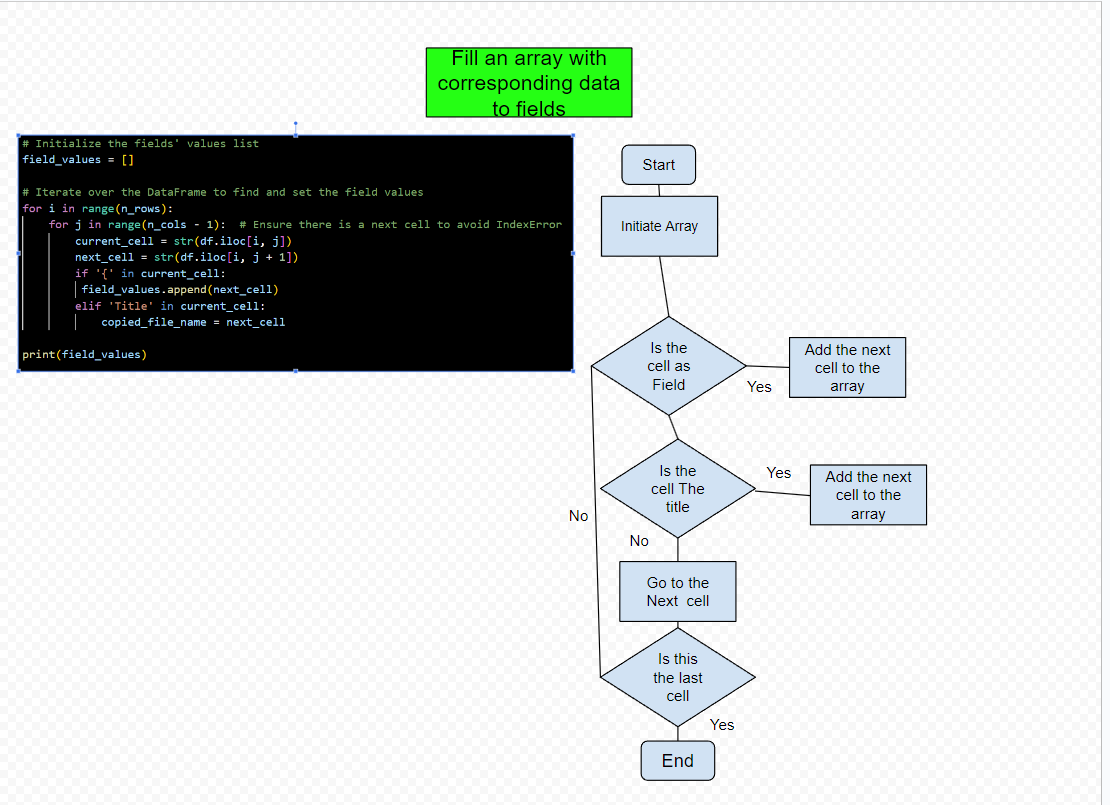 Fill an array with
corresponding data
to fields
# Initialize the fields' values list
field_values = []
# Iterate over the DataFrame to find and set the field values
for i in range(n_rows):
for j in range(n_cols - 1):  # Ensure there is a next cell to avoid IndexError
current_cell = str(df.iloc[i, j])
next_cell = str(df.iloc[i, j + 1])
if '{' in current_cell:
field_values.append(next_cell)
elif 'Title' in current_cell:
copied_file_name = next_cell
print(field_values)
Start
Initiate Array
Is the
cell as
Field
Yes
Add the next
cell to the
array
Is the
cell The
title
Yes
Add the next
cell to the
array
No
No
Go to the
Next cell
Is this
the last
cell
Yes
End